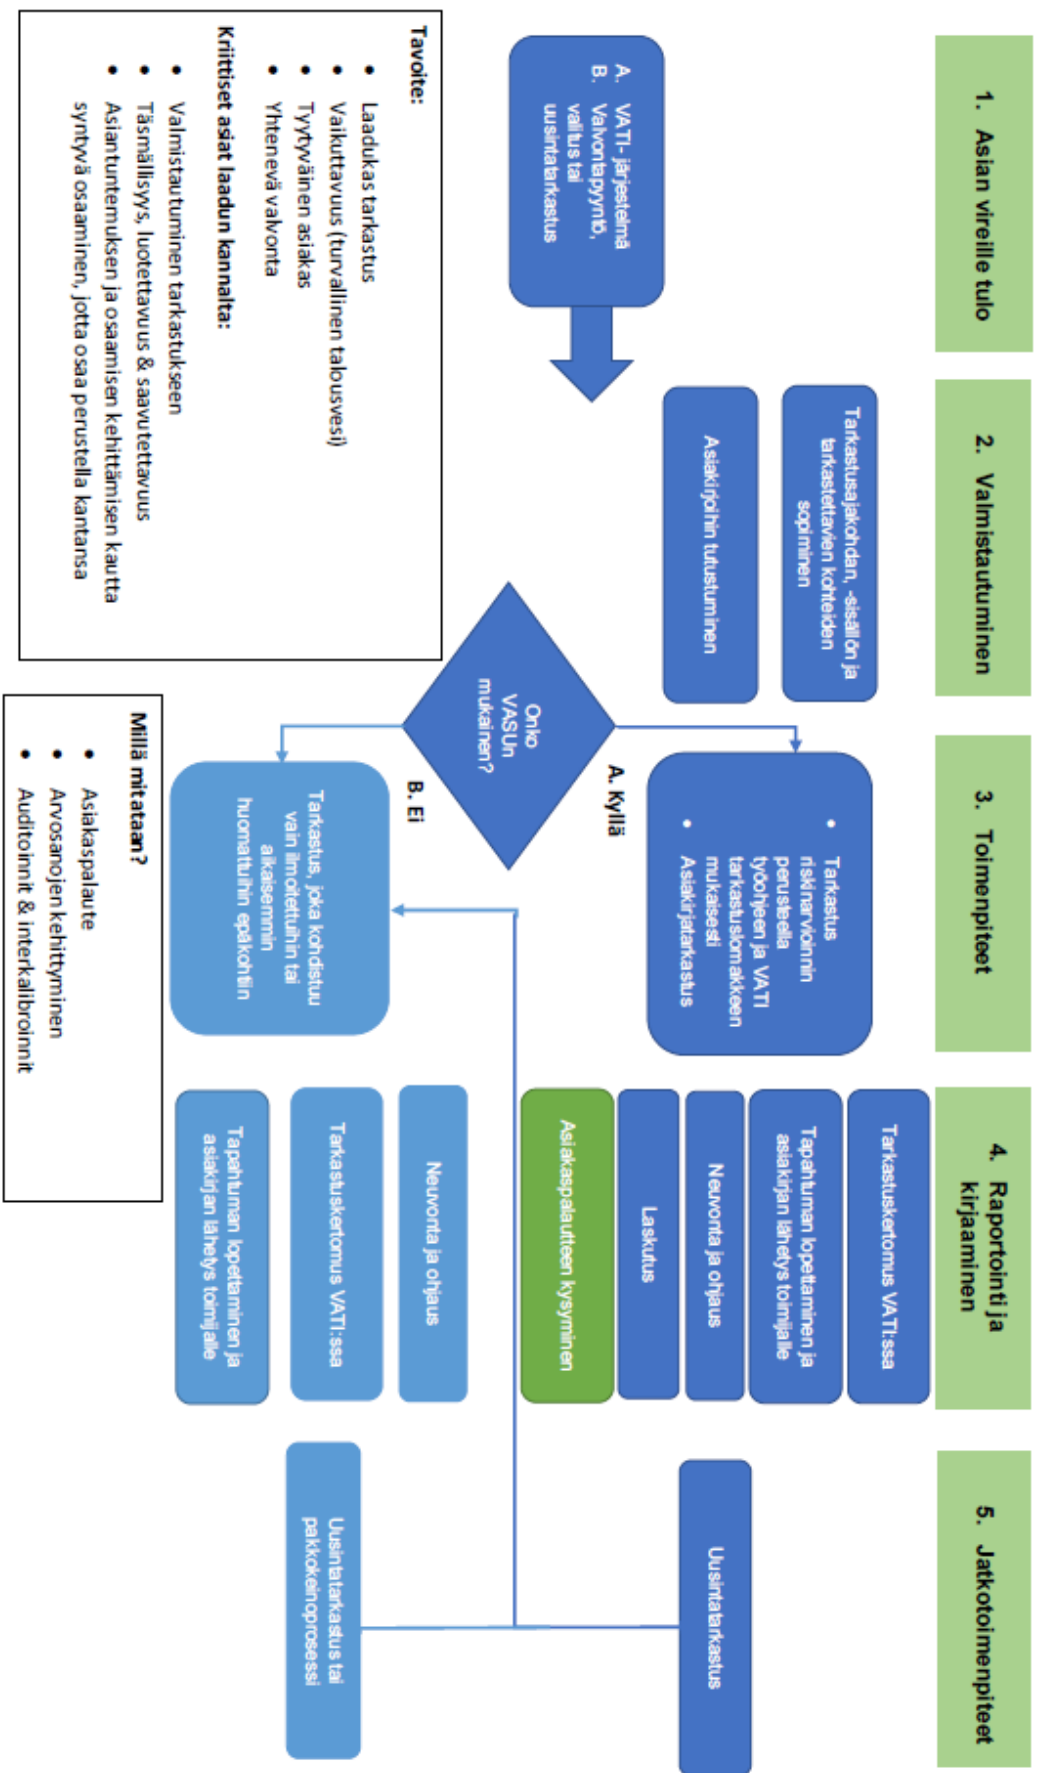 1. Asian vireille tulo
2. Valmistautuminen
3. Toimenpiteet
4. Raportointi ja
kirjaaminen
5. Jatkotoimenpiteet
A. VATI- järjestelmä
B. Valvontapyyntö,
valitus tai
uusintatarkastus
Tarkastusajakohdan, -sisällön ja
tarkastettavien kohteiden
sopiminen
Asiakirjoihin tutustuminen
Onko
VASUn
mukainen?
A. Kyllä
B. Ei
• Tarkastus
riskinarvioinnin
perusteella
työohjeen ja VATI
tarkastuslomakkeen
mukaisesti
• Asiakirjatarkastus
Tarkastus, joka kohdistuu
vain ilmoitettuihin tai
aikaisemmin
huomattuihin epäkohtiin
Tarkastuskertomus VATI:ssa
Tapahtuman lopettaminen ja
asiakirjan lähetys toimijalle
Neuvonta ja ohjaus
Laskutus
Asiakaspalautteen kysyminen
Neuvonta ja ohjaus
Tarkastuskertomus VATI:ssa
Tapahtuman lopettaminen ja
asiakirjan lähetys toimijalle
Uusintatarkastus
Uusintatarkastus tai
pakkokeinoprosessi
Tavoite:
• Laadukas tarkastus
• Vaikuttavuus (turvallinen talousvesi)
• Tyytyväinen asiakas
• Yhtenevä valvonta
Kriittiset asiat laadun kannalta:
• Valmistautuminen tarkastukseen
• Täsmällisyys, luotettavuus & saavutettavuus
• Asiantuntemuksen ja osaamisen kehittämisen kautta
syntyvä osaaminen, jotta osaa perustella kantansa
Millä mitataan?
• Asiakaspalaute
• Arvosanojen kehittyminen
• Auditoinnit & interkalibroinnit